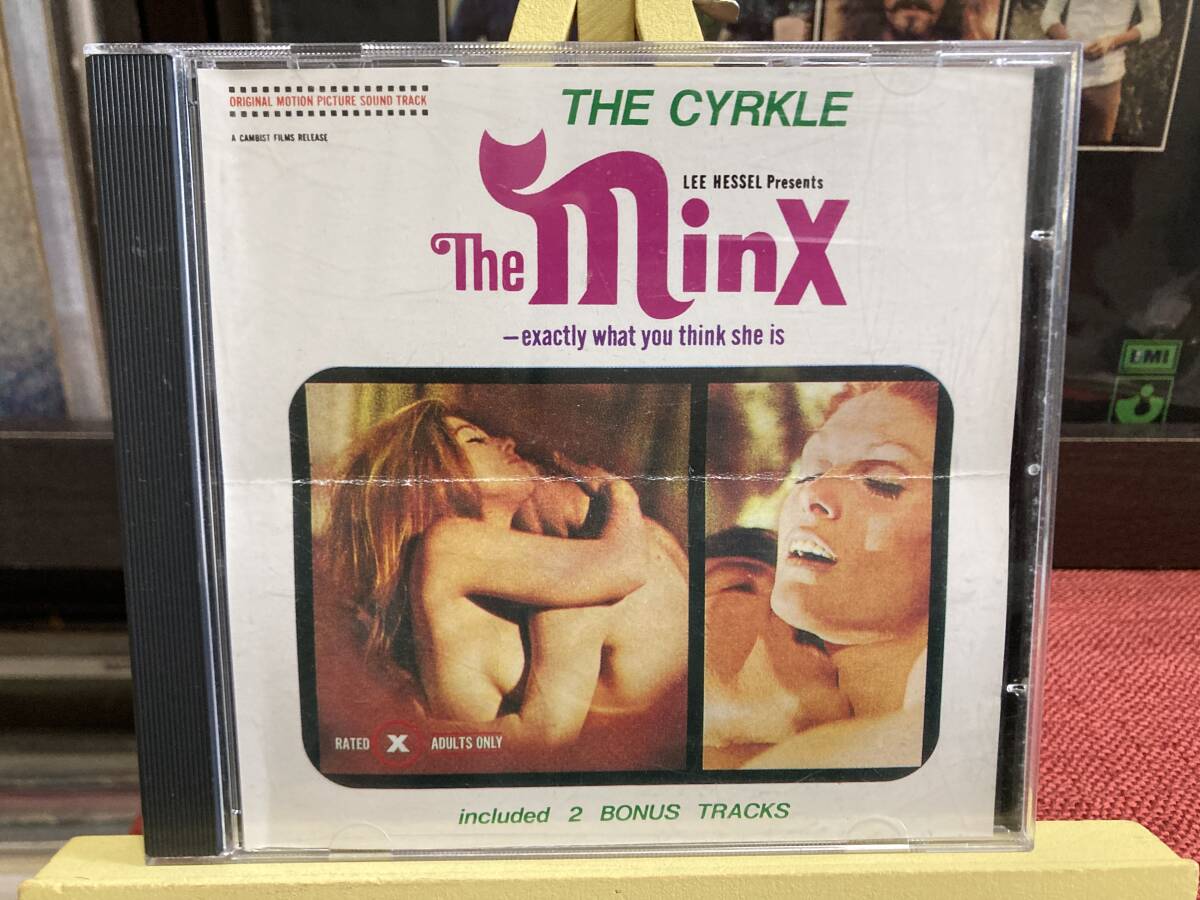 ORIGINAL MOTION PICTURE SOUND TRACK
A CAMBIST FILMS RELEASE
THE CYRKLE
LEE HESSEL Presents
The MinX
—exactly what you think she is
RATED X ADULTS ONLY
included 2 BONUS TRACKS
EMI